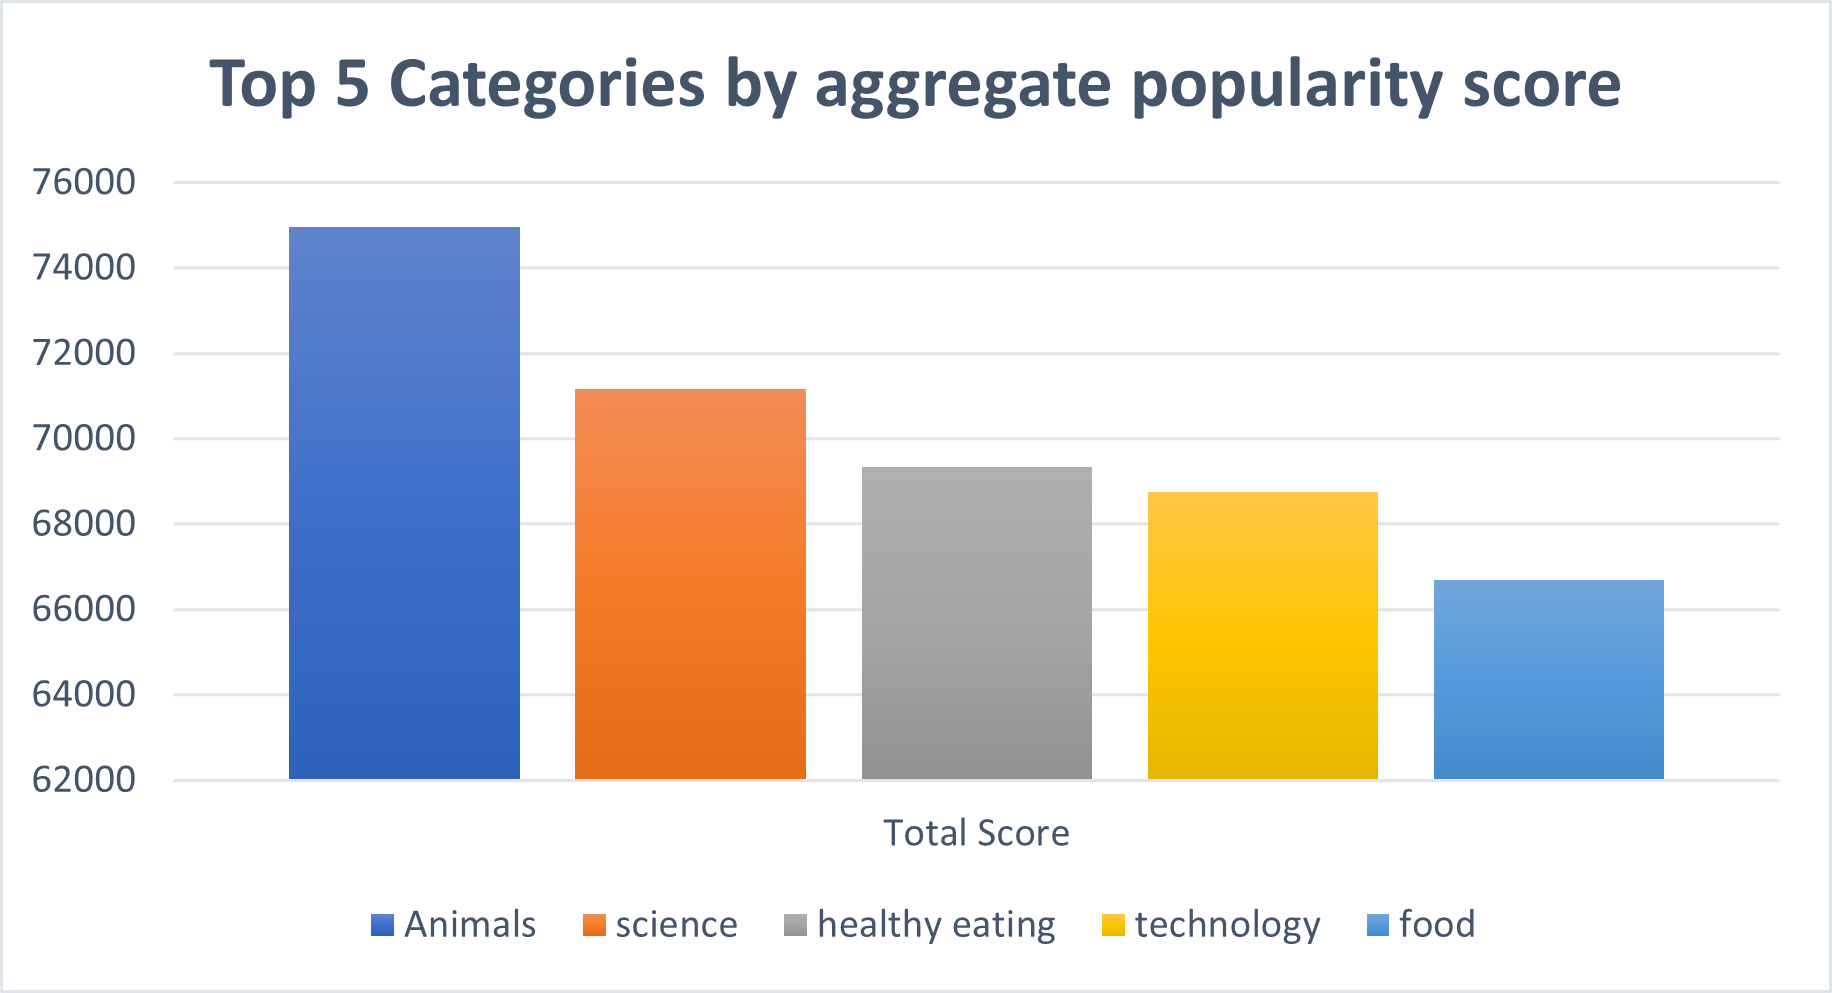 Top 5 Categories by aggregate popularity score
76000
74000
72000
70000
68000
66000
64000
62000
Total Score
Animals science healthy eating technology food